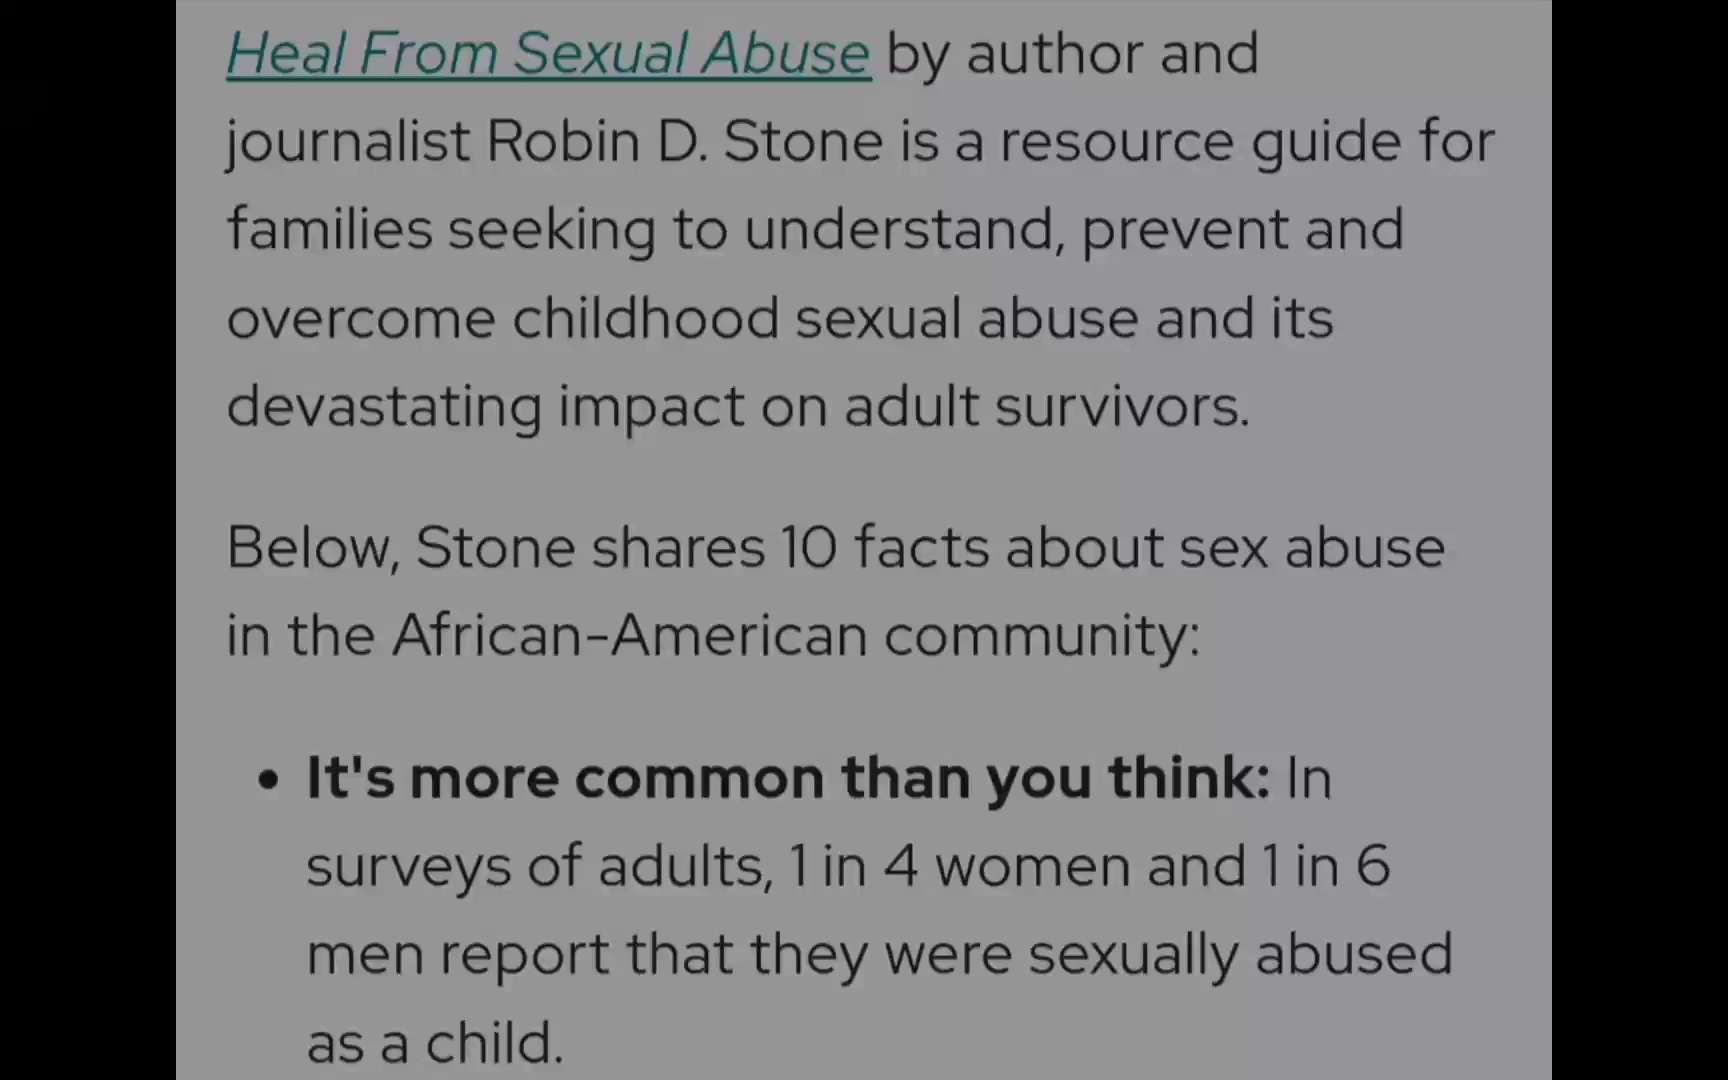 Heal From Sexual Abuse by author and
journalist Robin D. Stone is a resource guide for
families seeking to understand, prevent and
overcome childhood sexual abuse and its
devastating impact on adult survivors.
Below, Stone shares 10 facts about sex abuse
in the African-American community:
• It's more common than you think: In
surveys of adults, 1 in 4 women and 1 in 6
men report that they were sexually abused
as a child.